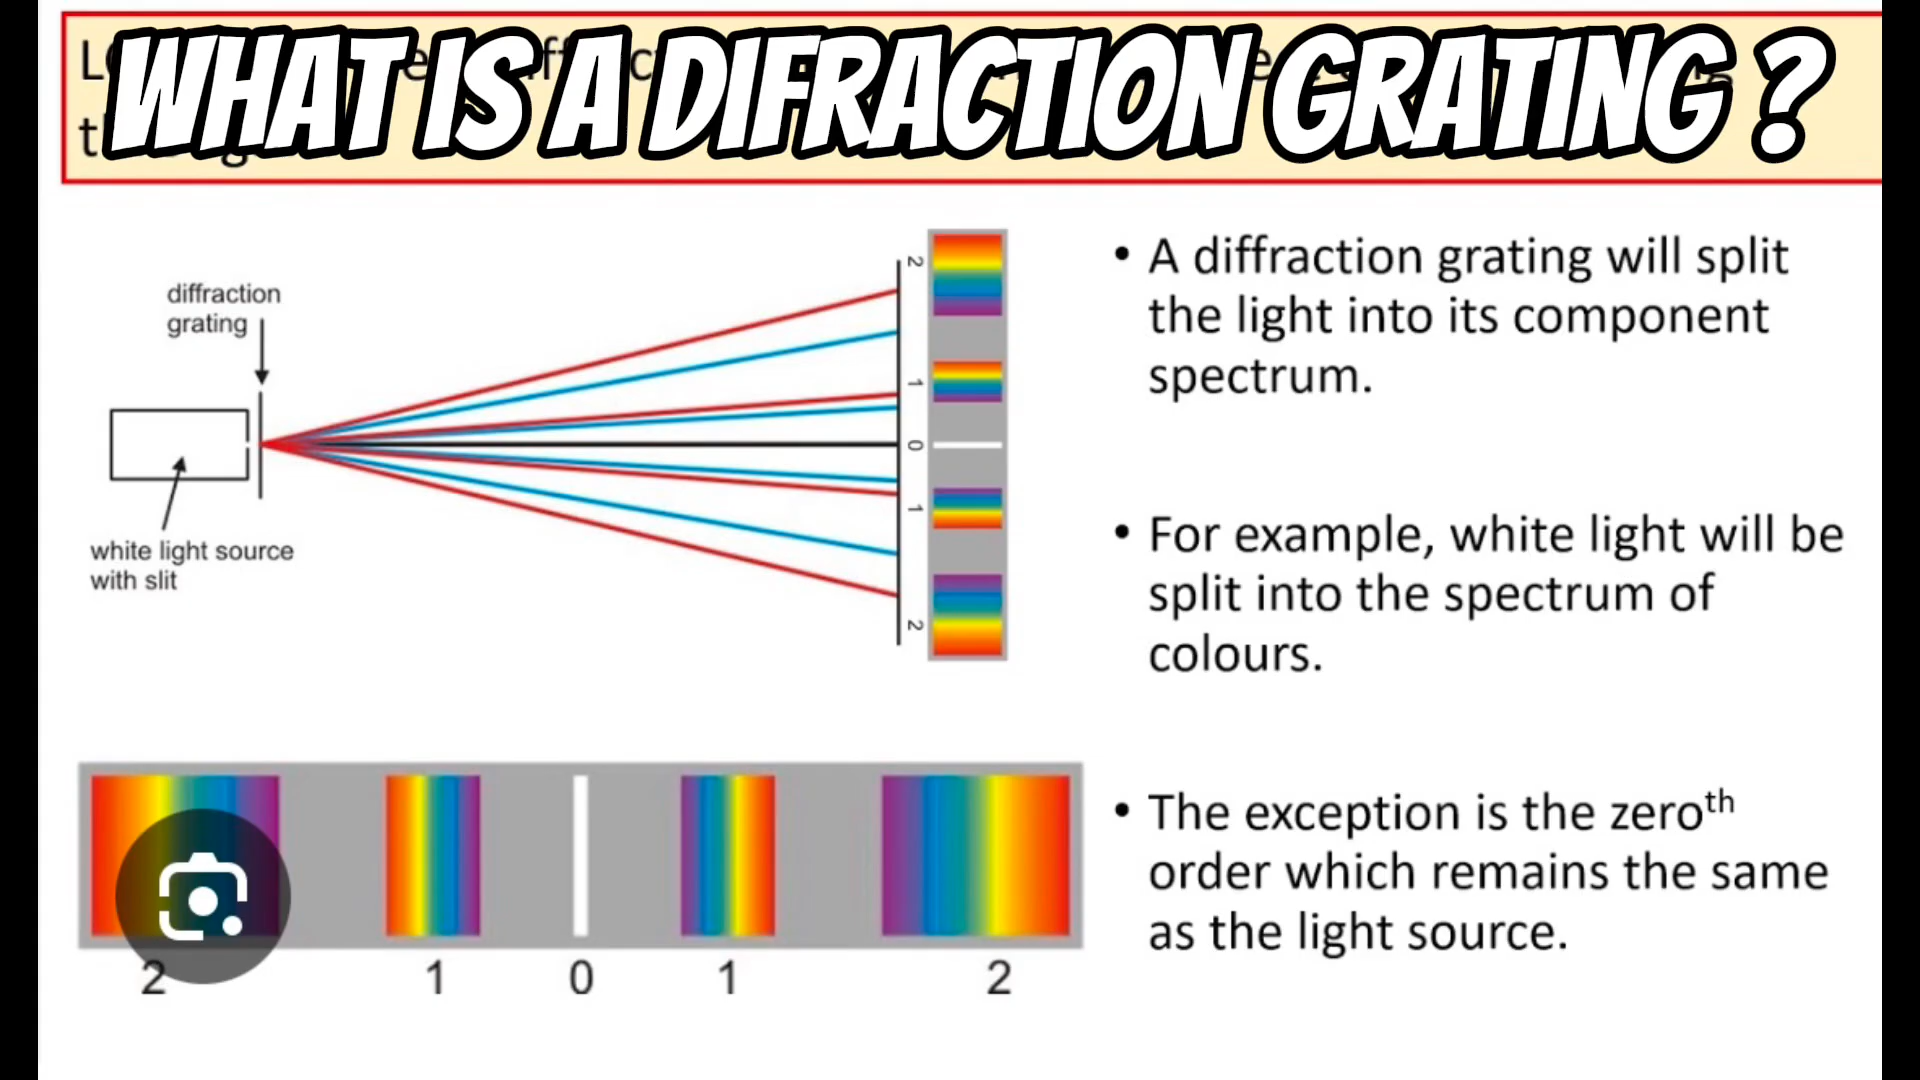 WHAT IS A DIFRACTION GRATING ?
diffraction
grating
white light source
with slit
2
1
0
1
2
• A diffraction grating will split
the light into its component
spectrum.
• For example, white light will be
split into the spectrum of
colours.
• The exception is the zeroth
order which remains the same
as the light source.
2 1 0 1 2